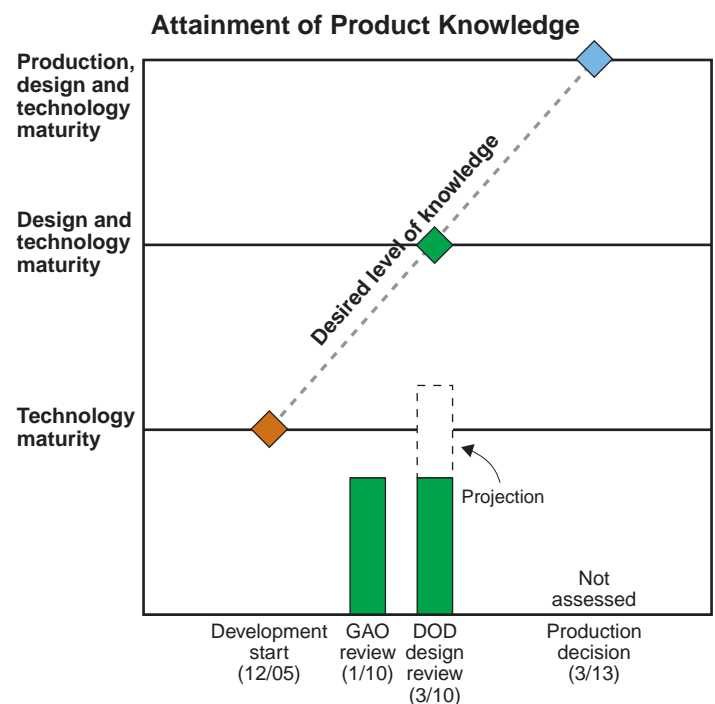 Attainment of Product Knowledge
Production,
design and
technology
maturity
Design and
technology
maturity
Technology
maturity
Desired level of knowledge
Projection
Not
assessed
Development
start
(12/05)
GAO
review
(1/10)
DOD
design
review
(3/10)
Production
decision
(3/13)